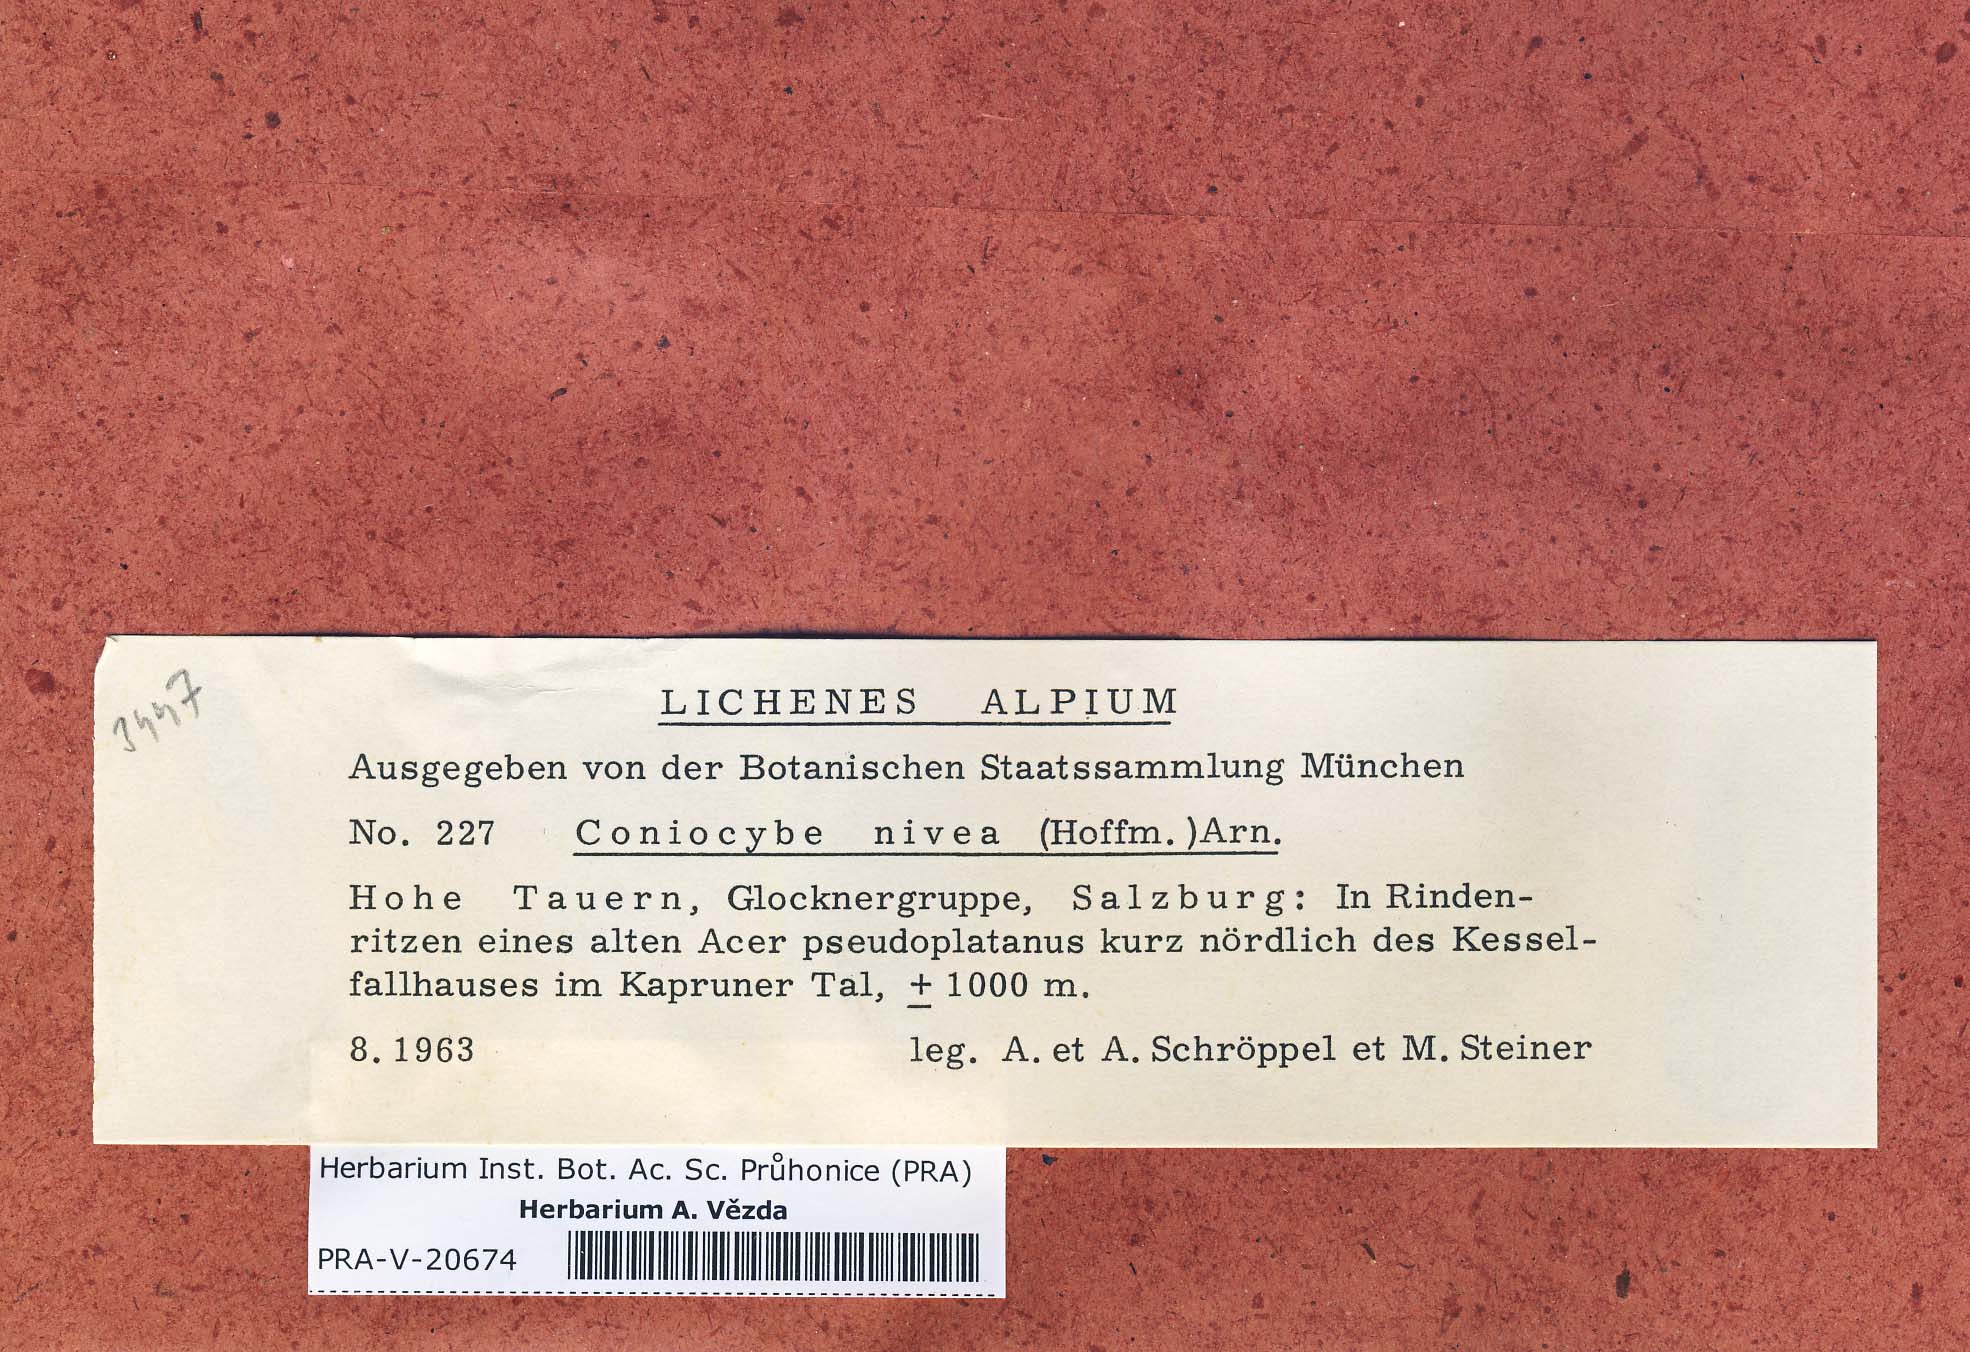 3447
LICHENES ALPIUM
Ausgegeben von der Botanischen Staatssammlung München
No. 227 Coniocybe nivea (Hoffm.)Arn.
Hohe Tauern, Glocknergruppe, Salzburg: In Rinden-
ritzen eines alten Acer pseudoplatanus kurz nördlich des Kessel-
fallhauses im Kapruner Tal, ± 1000 m.
8.1963 leg. A. et A. Schröppel et M. Steiner
Herbarium Inst. Bot. Ac. Sc. Průhonice (PRA)
Herbarium A. Vězda
PRA-V-20674